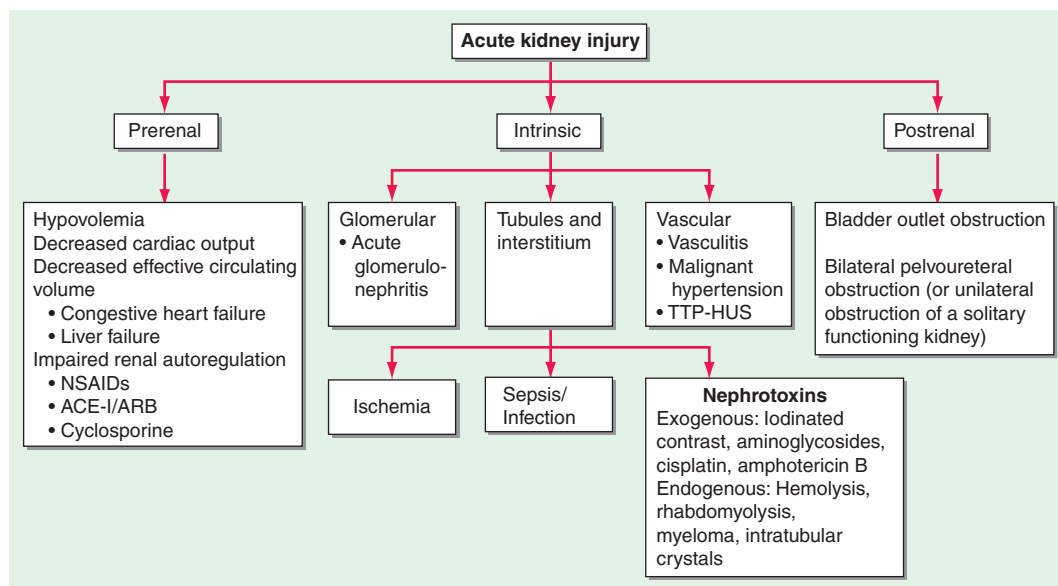 Acute kidney injury
Prerenal
Intrinsic
Postrenal
Hypovolemia
Decreased cardiac output
Decreased effective circulating
volume
• Congestive heart failure
• Liver failure
Impaired renal autoregulation
• NSAIDs
• ACE-I/ARB
• Cyclosporine
Glomerular
• Acute
glomerulo-
nephritis
Tubules and
interstitium
Vascular
• Vasculitis
• Malignant
hypertension
• TTP-HUS
Bladder outlet obstruction
Bilateral pelvoureteral
obstruction (or unilateral
obstruction of a solitary
functioning kidney)
Ischemia
Sepsis/
Infection
Nephrotoxins
Exogenous: Iodinated
contrast, aminoglycosides,
cisplatin, amphotericin B
Endogenous: Hemolysis,
rhabdomyolysis,
myeloma, intratubular
crystals